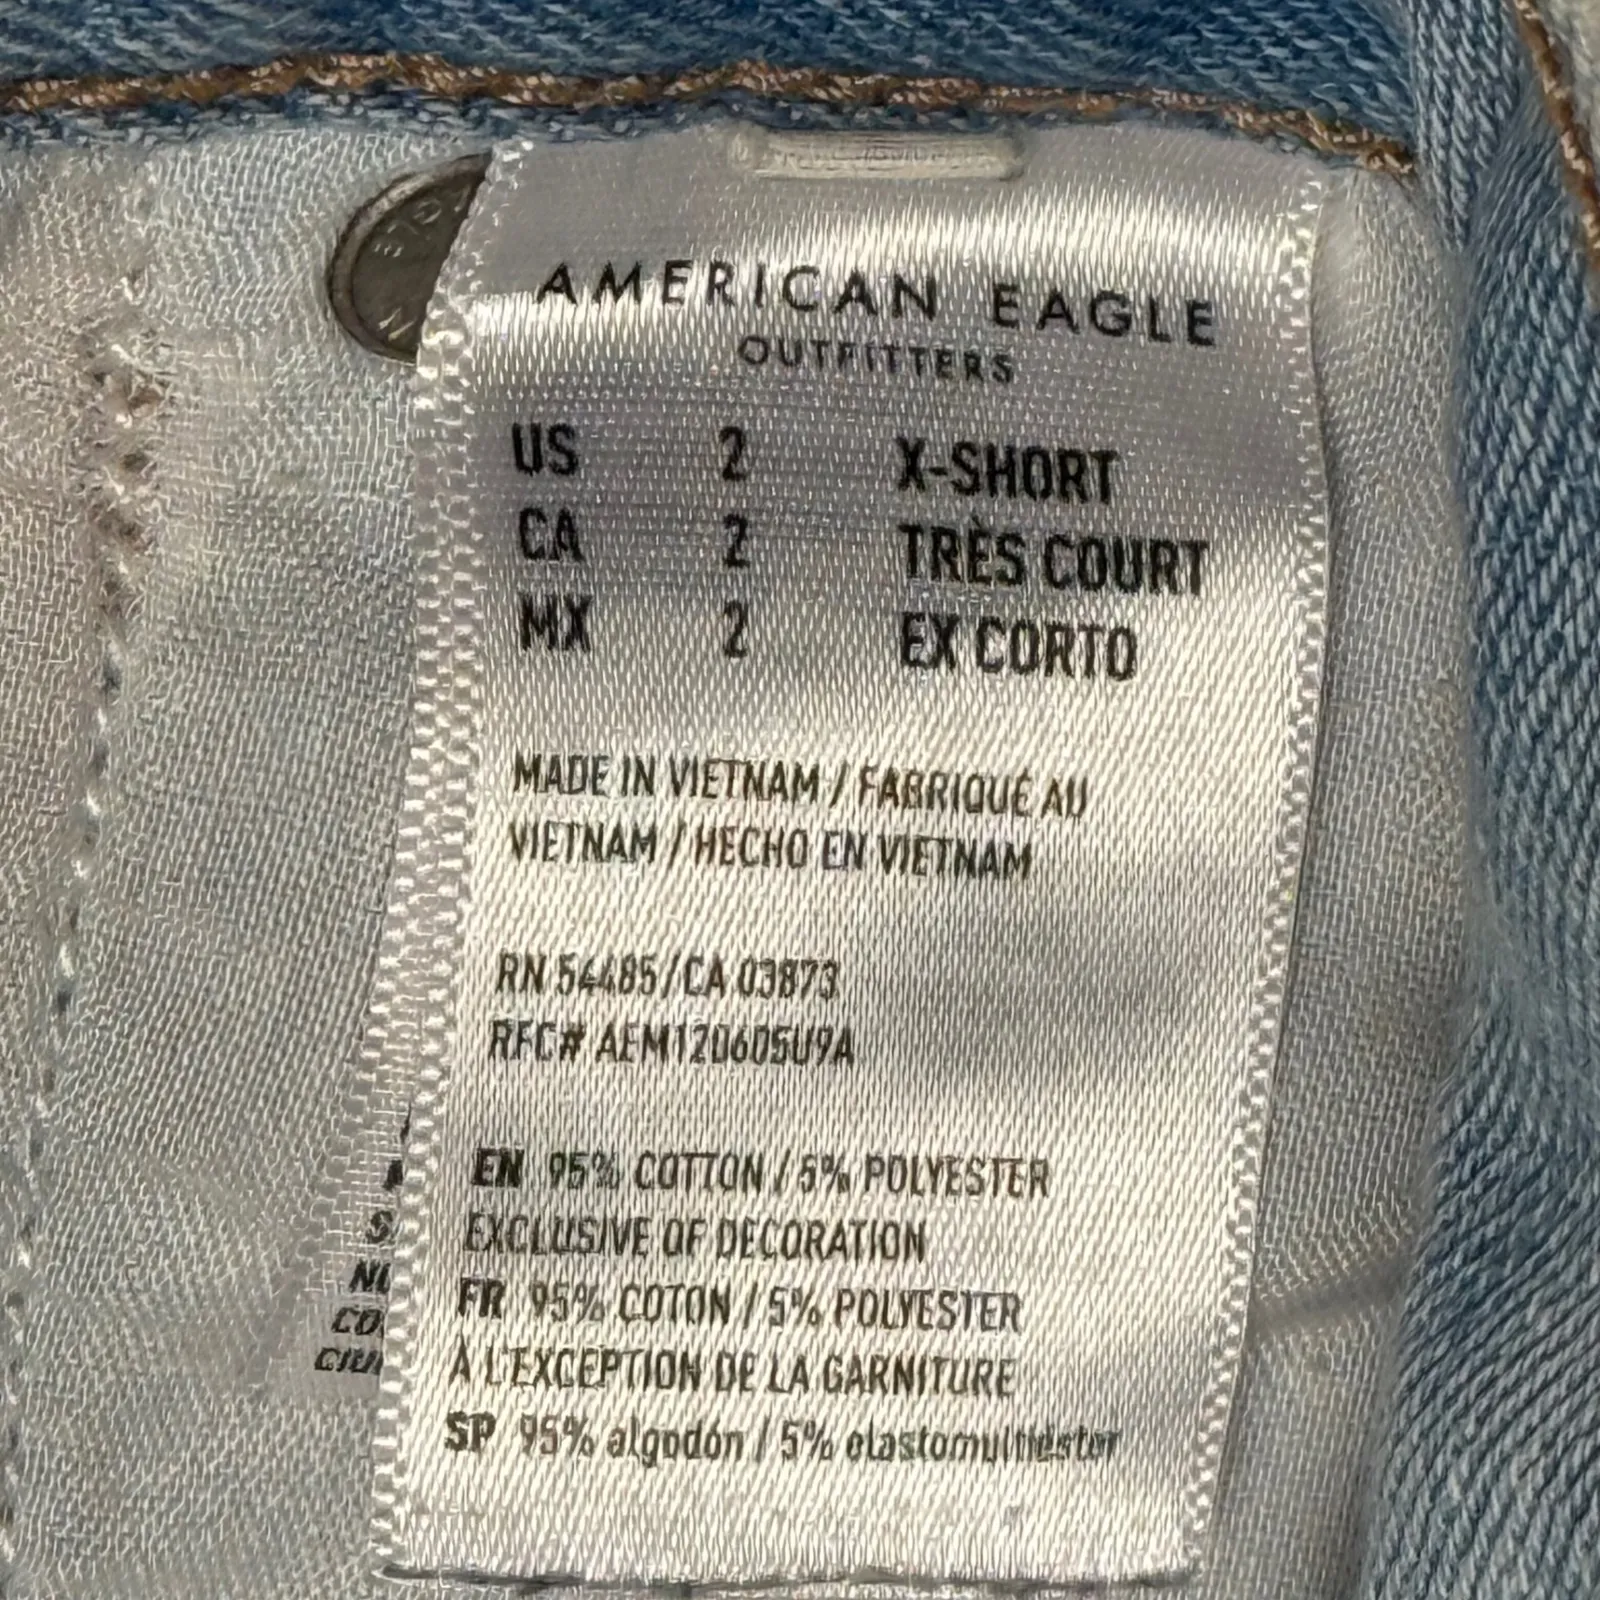 AMERICAN EAGLE
OUTFITTERS
US 2 X-SHORT
CA 2 TRÈS COURT
MX 2 EX CORTO
MADE IN VIETNAM / FABRIQUÉ AU
VIETNAM / HECHO EN VIETNAM
RN 54485/CA 03873
RFC# AEM120605U9A
EN 95% COTTON / 5% POLYESTER
EXCLUSIVE OF DECORATION
FR 95% COTON / 5% POLYESTER
À L'EXCEPTION DE LA GARNITURE
SP 95% algodón / 5% elastomultiéster